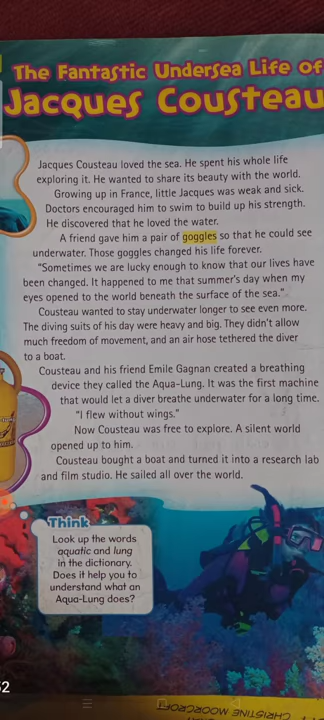 The Fantastic Undersea Life of
Jacques Cousteau
Jacques Cousteau loved the sea. He spent his whole life
exploring it. He wanted to share its beauty with the world.
Growing up in France, little Jacques was weak and sick.
Doctors encouraged him to swim to build up his strength.
He discovered that he loved the water.
A friend gave him a pair of goggles so that he could see
underwater. Those goggles changed his life forever.
"Sometimes we are lucky enough to know that our lives have
been changed. It happened to me that summer's day when my
eyes opened to the world beneath the surface of the sea."
Cousteau wanted to stay underwater longer to see even more.
The diving suits of his day were heavy and big. They didn't allow
much freedom of movement, and an air hose tethered the diver
to a boat.
Cousteau and his friend Emile Gagnan created a breathing
device they called the Aqua-Lung. It was the first machine
that would let a diver breathe underwater for a long time.
"I flew without wings."
Now Cousteau was free to explore. A silent world
opened up to him.
Cousteau bought a boat and turned it into a research lab
and film studio. He sailed all over the world.
Think
Look up the words
aquatic and lung
in the dictionary.
Does it help you to
understand what an
Aqua-Lung does?
52
CHRISTINE MOORCROFT